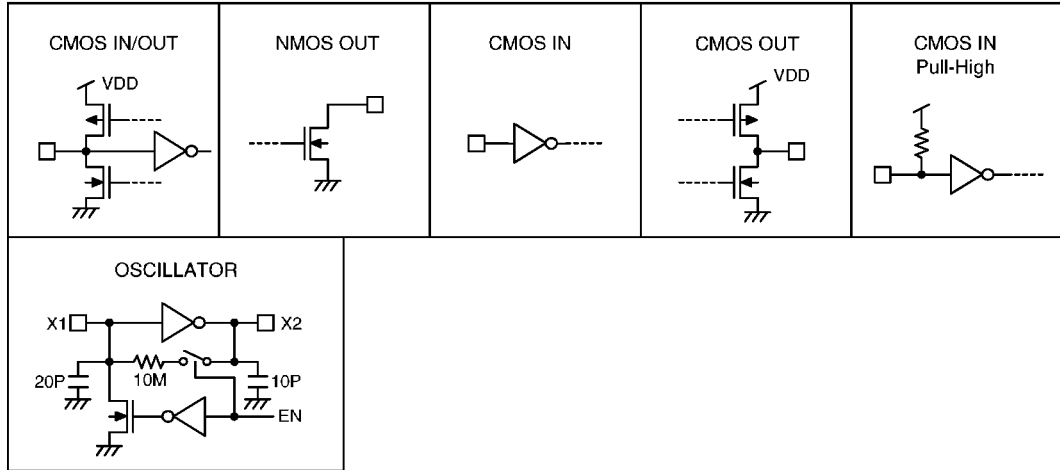 CMOS IN/OUT
VDD
NMOS OUT
CMOS IN
CMOS OUT
VDD
CMOS IN
Pull-High
OSCILLATOR
X1
X2
20P
10M
10P
EN